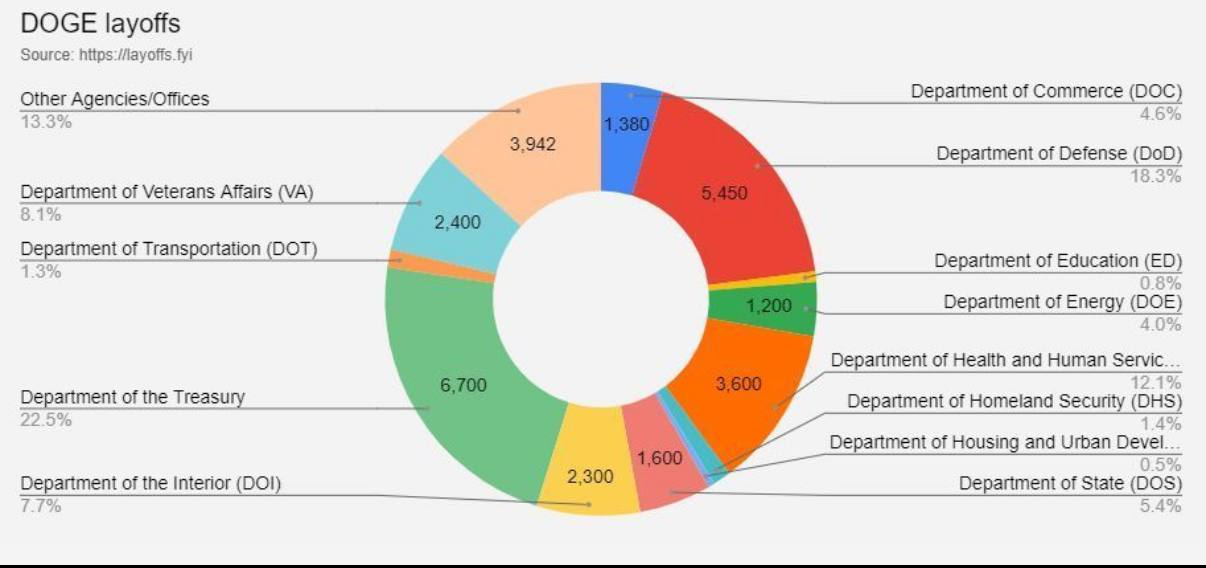 DOGE layoffs
Source: https://layoffs.fyi
Other Agencies/Offices
13.3%
Department of Veterans Affairs (VA)
8.1%
Department of Transportation (DOT)
1.3%
Department of the Treasury
22.5%
Department of the Interior (DOI)
7.7%
3,942
1,380
5,450
2,400
1,200
6,700
3,600
1,600
2,300
Department of Commerce (DOC)
4.6%
Department of Defense (DoD)
18.3%
Department of Education (ED)
0.8%
Department of Energy (DOE)
4.0%
Department of Health and Human Servic...
12.1%
Department of Homeland Security (DHS)
1.4%
Department of Housing and Urban Devel...
0.5%
Department of State (DOS)
5.4%